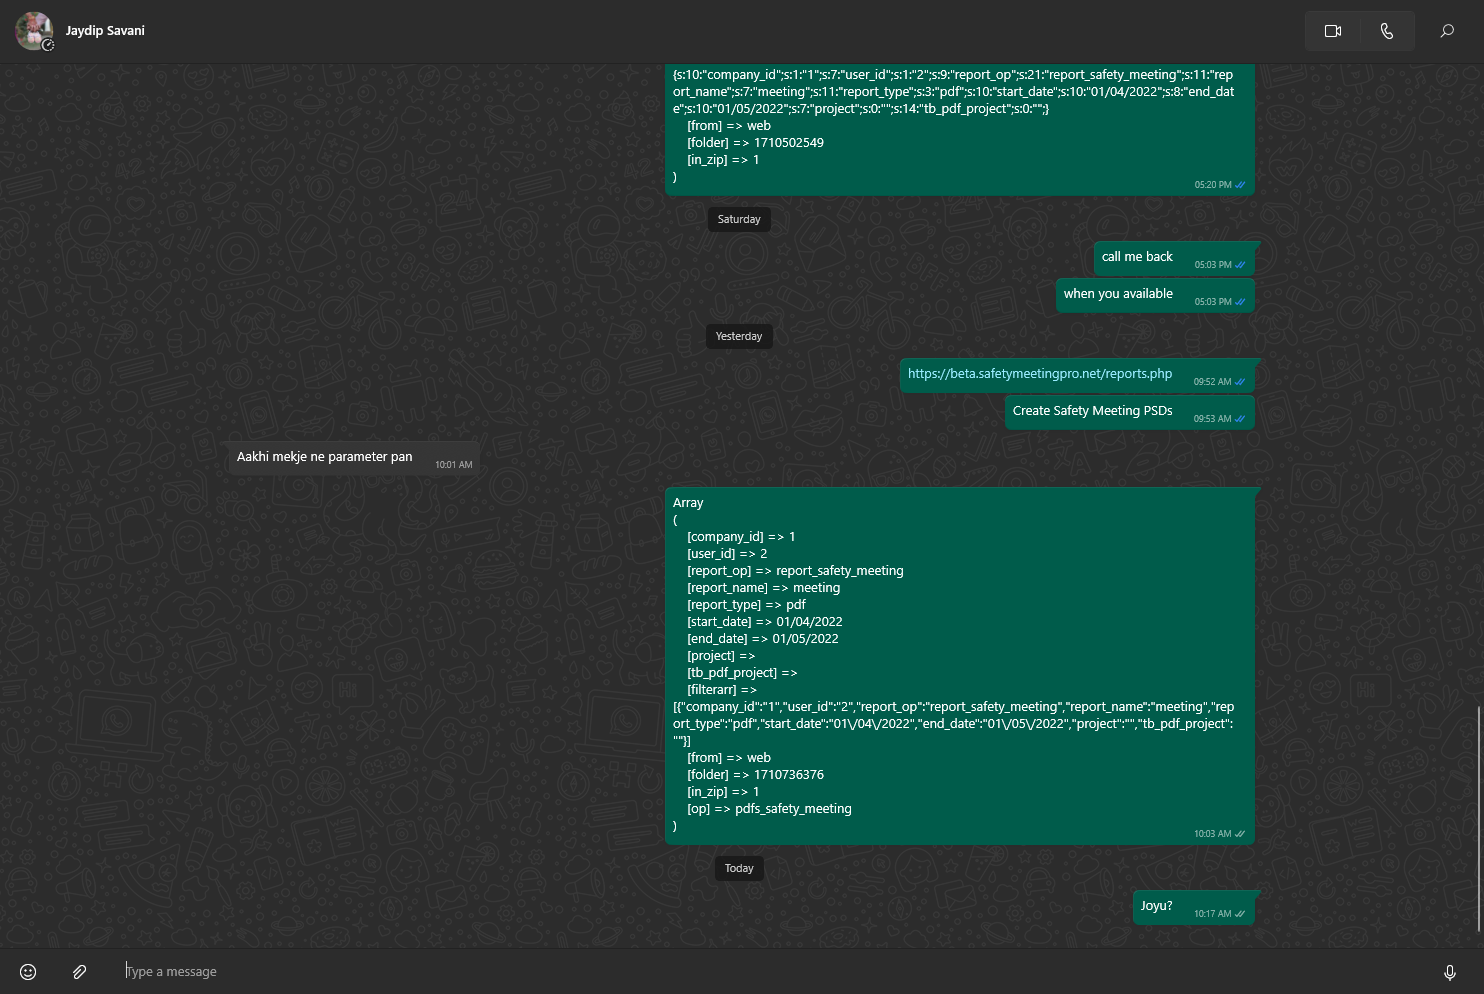 Jaydip Savani
{s:10:"company_id";s:1:"1";s:7:"user_id";s:1:"2";s:9:"report_op";s:21:"report_safety_meeting";s:11:"rep
ort_name";s:7:"meeting";s:11:"report_type";s:3:"pdf";s:10:"start_date";s:10:"01/04/2022";s:8:"end_dat
e";s:10:"01/05/2022";s:7:"project";s:0:"";s:14:"tb_pdf_project";s:0:"";}
[from] => web
[folder] => 1710502549
[in_zip] => 1
)
05:20 PM
Saturday
call me back
05:03 PM
when you available
05:03 PM
Yesterday
https://beta.safetymeetingpro.net/reports.php
09:52 AM
Create Safety Meeting PSDs
09:53 AM
Aakhi mekje ne parameter pan
10:01 AM
Array
(
[company_id] => 1
[user_id] => 2
[report_op] => report_safety_meeting
[report_name] => meeting
[report_type] => pdf
[start_date] => 01/04/2022
[end_date] => 01/05/2022
[project] =>
[tb_pdf_project] =>
[filterarr] =>
[{"company_id":"1","user_id":"2","report_op":"report_safety_meeting","report_name":"meeting","rep
ort_type":"pdf","start_date":"01\/04\/2022","end_date":"01\/05\/2022","project":"","tb_pdf_project":
""}]
[from] => web
[folder] => 1710736376
[in_zip] => 1
[op] => pdfs_safety_meeting
)
10:03 AM
Today
Joyu?
10:17 AM
Type a message